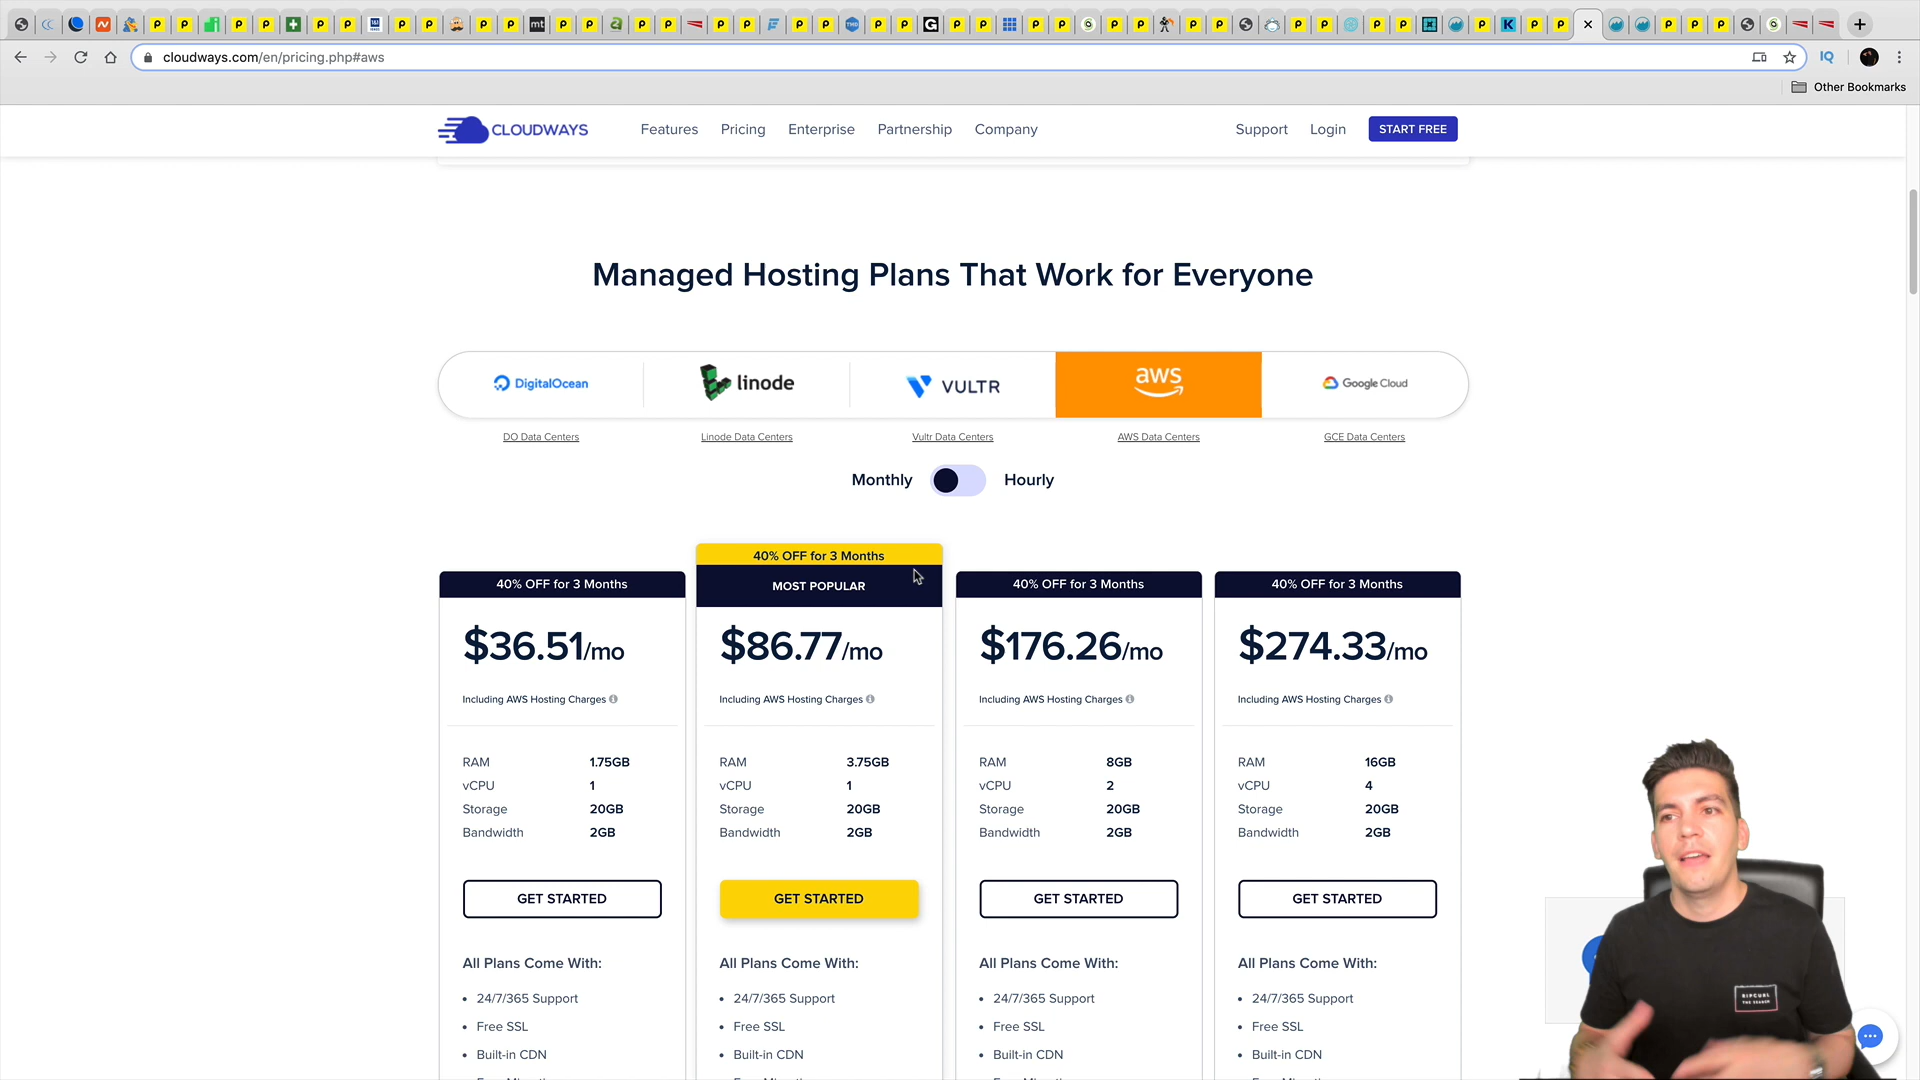 cloudways.com/en/pricing.php#aws
IQ
Other Bookmarks
CLOUDWAYS
Features
Pricing
Enterprise
Partnership
Company
Support
Login
START FREE
Managed Hosting Plans That Work for Everyone
DigitalOcean
linode
VULTR
aws
Google Cloud
DO Data Centers
Linode Data Centers
Vultr Data Centers
AWS Data Centers
GCE Data Centers
Monthly
Hourly
40% OFF for 3 Months
$36.51/mo
Including AWS Hosting Charges
RAM 1.75GB
vCPU 1
Storage 20GB
Bandwidth 2GB
GET STARTED
All Plans Come With:
• 24/7/365 Support
• Free SSL
• Built-in CDN
40% OFF for 3 Months
MOST POPULAR
$86.77/mo
Including AWS Hosting Charges
RAM 3.75GB
vCPU 1
Storage 20GB
Bandwidth 2GB
GET STARTED
All Plans Come With:
• 24/7/365 Support
• Free SSL
• Built-in CDN
40% OFF for 3 Months
$176.26/mo
Including AWS Hosting Charges
RAM 8GB
vCPU 2
Storage 20GB
Bandwidth 2GB
GET STARTED
All Plans Come With:
• 24/7/365 Support
• Free SSL
• Built-in CDN
40% OFF for 3 Months
$274.33/mo
Including AWS Hosting Charges
RAM 16GB
vCPU 4
Storage 20GB
Bandwidth 2GB
GET STARTED
All Plans Come With:
• 24/7/365 Support
• Free SSL
• Built-in CDN
RIPCURL
THE SEARCH